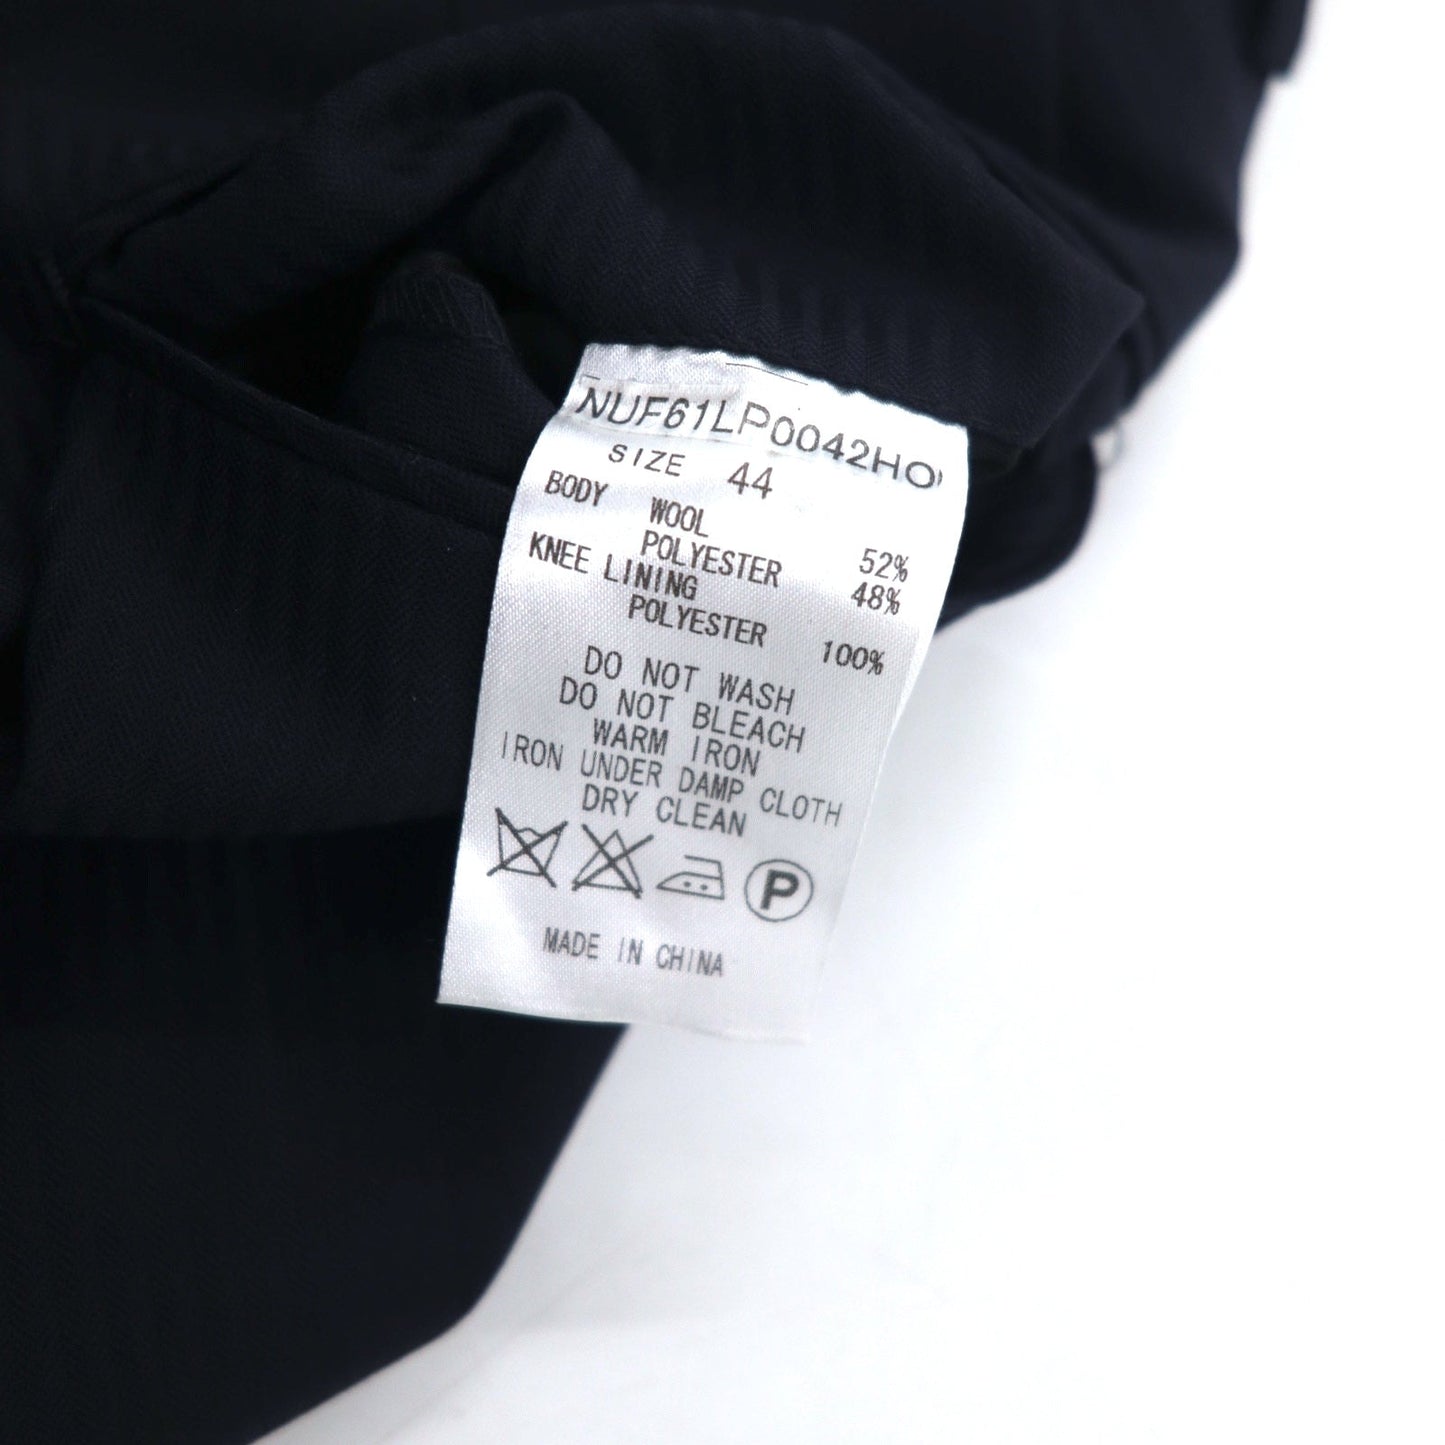 NUF61LP0042HO
SIZE 44
BODY
WOOL 52%
POLYESTER 48%
KNEE LINING
POLYESTER 100%
DO NOT WASH
DO NOT BLEACH
WARM IRON
IRON UNDER DAMP CLOTH
DRY CLEAN
P
MADE IN CHINA